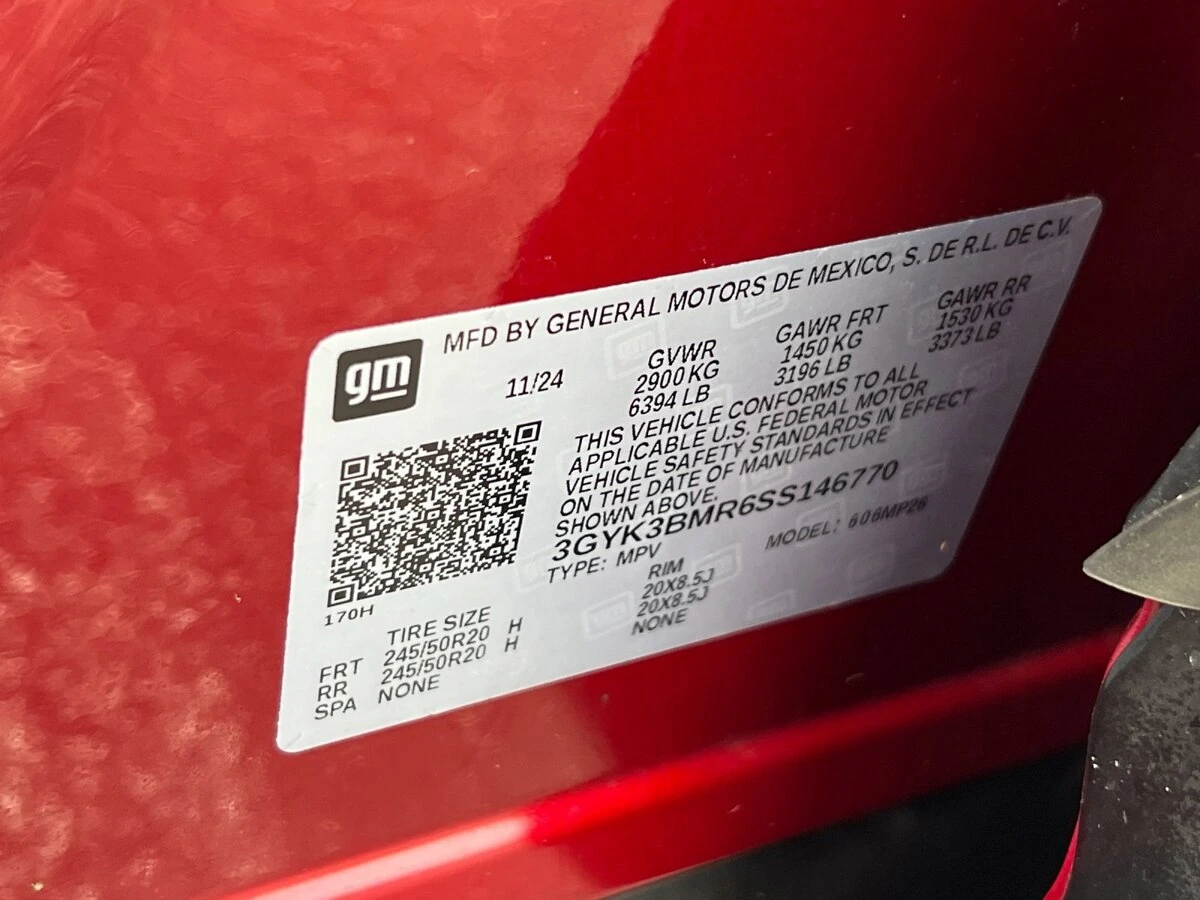 MFD BY GENERAL MOTORS DE MEXICO, S. DE R.L. DE C.V.
gm
11/24
GVWR
2900 KG
6394 LB
GAWR FRT
1450 KG
3196 LB
GAWR RR
1530 KG
3373 LB
THIS VEHICLE CONFORMS TO ALL
APPLICABLE U.S. FEDERAL MOTOR
VEHICLE SAFETY STANDARDS IN EFFECT
ON THE DATE OF MANUFACTURE
SHOWN ABOVE.
3GYK3BMR6SS146770
TYPE: MPV MODEL: 606MP26
170H
TIRE SIZE RIM
FRT 245/50R20 H 20X8.5J
RR 245/50R20 H 20X8.5J
SPA NONE NONE